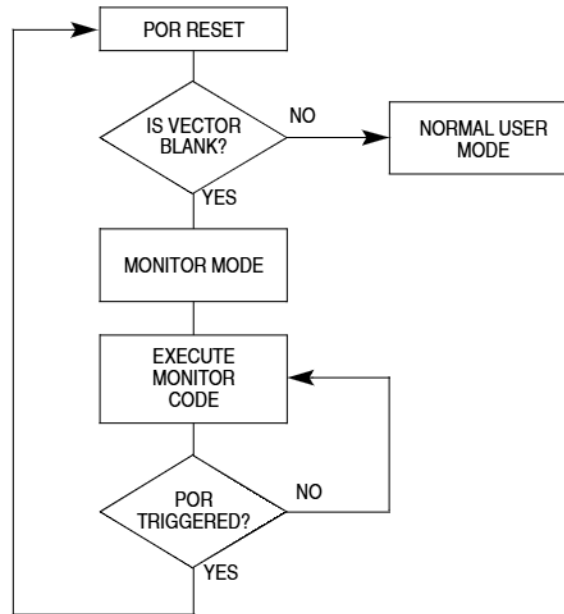 POR RESET
IS VECTOR
BLANK?
NO
NORMAL USER
MODE
YES
MONITOR MODE
EXECUTE
MONITOR
CODE
POR
TRIGGERED?
NO
YES